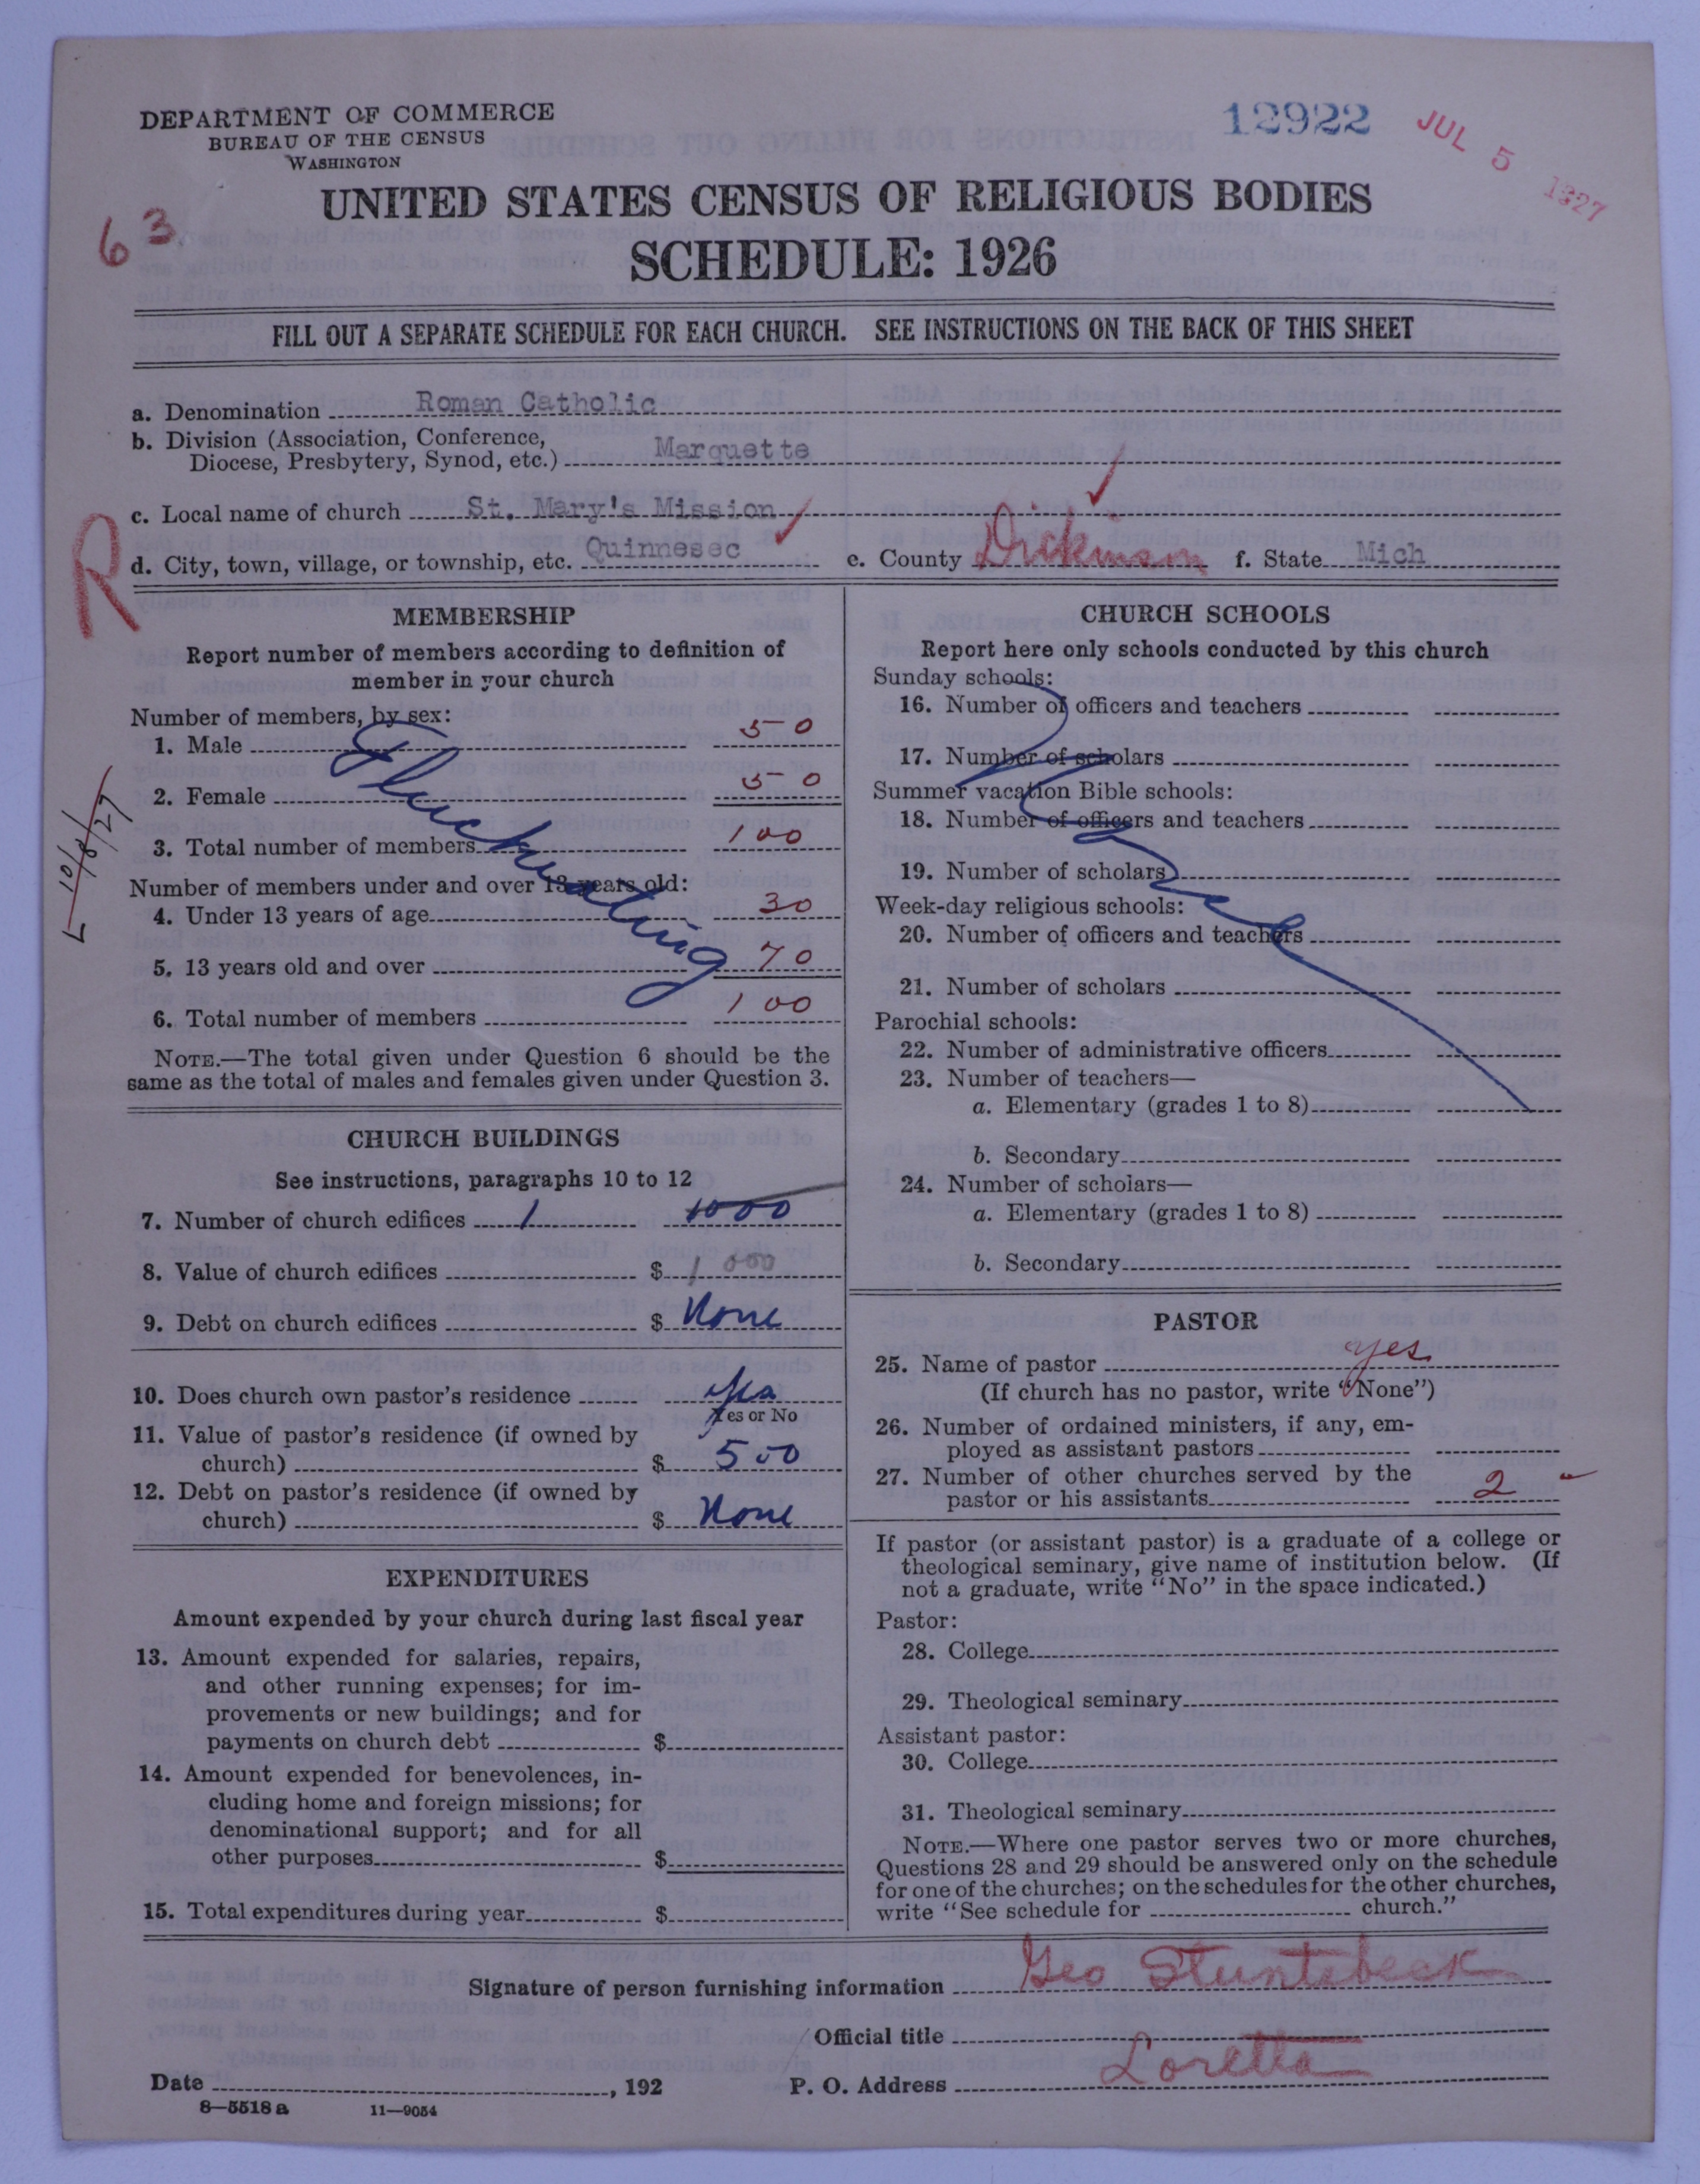 DEPARTMENT OF COMMERCE
BUREAU OF THE CENSUS
WASHINGTON
12922
JUL 5 1927
63
UNITED STATES CENSUS OF RELIGIOUS BODIES
SCHEDULE: 1926
FILL OUT A SEPARATE SCHEDULE FOR EACH CHURCH. SEE INSTRUCTIONS ON THE BACK OF THIS SHEET
a. Denomination Roman Catholic
b. Division (Association, Conference,
Diocese, Presbytery, Synod, etc.) Marquette
c. Local name of church St. Mary's Mission ✓
d. City, town, village, or township, etc. Quinnesec e. County Dickinson ✓ f. State Mich
R
MEMBERSHIP
Report number of members according to definition of
member in your church
Number of members, by sex:
1. Male 50
2. Female 50
3. Total number of members 100
Number of members under and over 13 years old:
4. Under 13 years of age 30
5. 13 years old and over 70
6. Total number of members 100
Fluctuating
10/8/27
NOTE.—The total given under Question 6 should be the
same as the total of males and females given under Question 3.
CHURCH BUILDINGS
See instructions, paragraphs 10 to 12
7. Number of church edifices 1 1000
8. Value of church edifices $ 1000
9. Debt on church edifices $ None
10. Does church own pastor's residence Yes
Yes or No
11. Value of pastor's residence (if owned by
church) $ 500
12. Debt on pastor's residence (if owned by
church) $ None
EXPENDITURES
Amount expended by your church during last fiscal year
13. Amount expended for salaries, repairs,
and other running expenses; for im-
provements or new buildings; and for
payments on church debt $
14. Amount expended for benevolences, in-
cluding home and foreign missions; for
denominational support; and for all
other purposes $
15. Total expenditures during year $
CHURCH SCHOOLS
Report here only schools conducted by this church
Sunday schools:
16. Number of officers and teachers
17. Number of scholars
Summer vacation Bible schools:
18. Number of officers and teachers
19. Number of scholars
Week-day religious schools:
20. Number of officers and teachers
21. Number of scholars
Parochial schools:
22. Number of administrative officers
23. Number of teachers—
a. Elementary (grades 1 to 8)
b. Secondary
24. Number of scholars—
a. Elementary (grades 1 to 8)
b. Secondary
PASTOR
25. Name of pastor yes
(If church has no pastor, write "None")
26. Number of ordained ministers, if any, em-
ployed as assistant pastors
27. Number of other churches served by the
pastor or his assistants 2
If pastor (or assistant pastor) is a graduate of a college or
theological seminary, give name of institution below. (If
not a graduate, write "No" in the space indicated.)
Pastor:
28. College
29. Theological seminary
Assistant pastor:
30. College
31. Theological seminary
NOTE.—Where one pastor serves two or more churches,
Questions 28 and 29 should be answered only on the schedule
for one of the churches; on the schedules for the other churches,
write "See schedule for church."
Signature of person furnishing information Geo Stuntebeck
Official title
Date , 192 P. O. Address Loretto
8—5518 a 11—9054